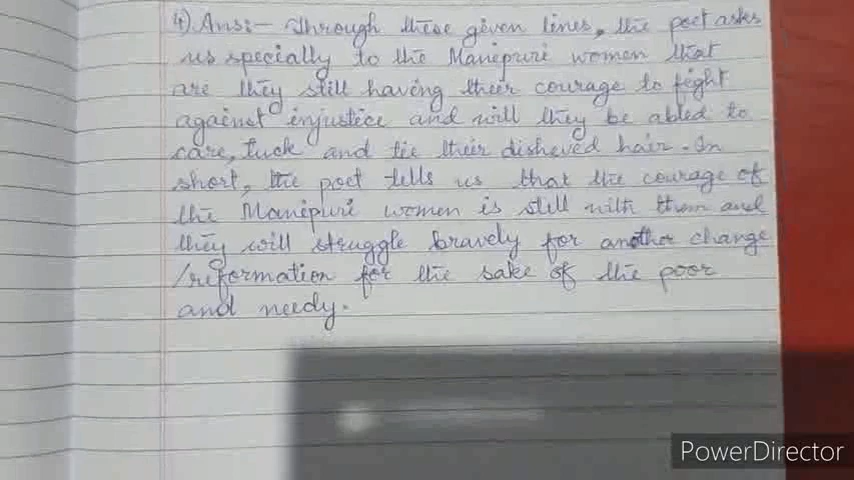 4) Ans:- Through these given lines, the poet asks
us specially to the Manipuri women that
are they still having their courage to fight
against injustice and will they be abled to
care, tuck and tie their disheved hair. In
short, the poet tells us that the courage of
the Manipuri women is still with them and
they will struggle bravely for another change
/reformation for the sake of the poor
and needy.
PowerDirector